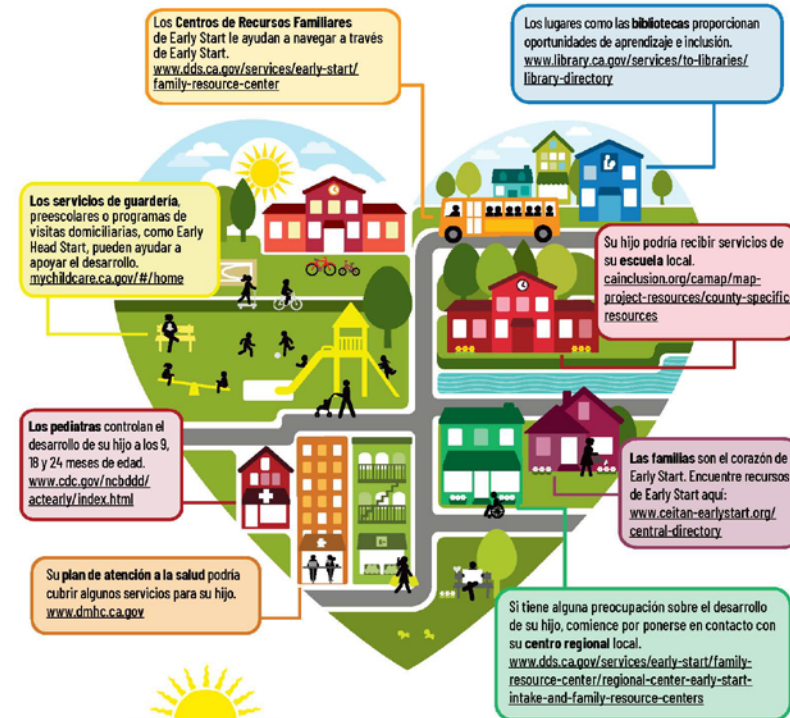 Los Centros de Recursos Familiares
de Early Start le ayudan a navegar a través
de Early Start.
www.dds.ca.gov/services/early-start/
family-resource-center
Los lugares como las bibliotecas proporcionan
oportunidades de aprendizaje e inclusión.
www.library.ca.gov/services/to-libraries/
library-directory
Los servicios de guardería,
preescolares o programas de
visitas domiciliarias, como Early
Head Start, pueden ayudar a
apoyar el desarrollo.
mychildcare.ca.gov/#/home
Su hijo podría recibir servicios de
su escuela local.
cainclusion.org/camap/map-
project-resources/county-specific-
resources
Los pediatras controlan el
desarrollo de su hijo a los 9,
18 y 24 meses de edad.
www.cdc.gov/ncbddd/
actearly/index.html
Las familias son el corazón de
Early Start. Encuentre recursos
de Early Start aquí:
www.ceitan-earlystart.org/
central-directory
Su plan de atención a la salud podría
cubrir algunos servicios para su hijo.
www.dmhc.ca.gov
Si tiene alguna preocupación sobre el desarrollo
de su hijo, comience por ponerse en contacto con
su centro regional local.
www.dds.ca.gov/services/early-start/family-
resource-center/regional-center-early-start-
intake-and-family-resource-centers